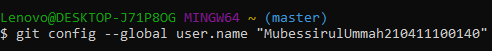 Lenovo@DESKTOP-J71P8OG MINGW64 ~ (master)
$ git config --global user.name "MubessirulUmmah210411100140"